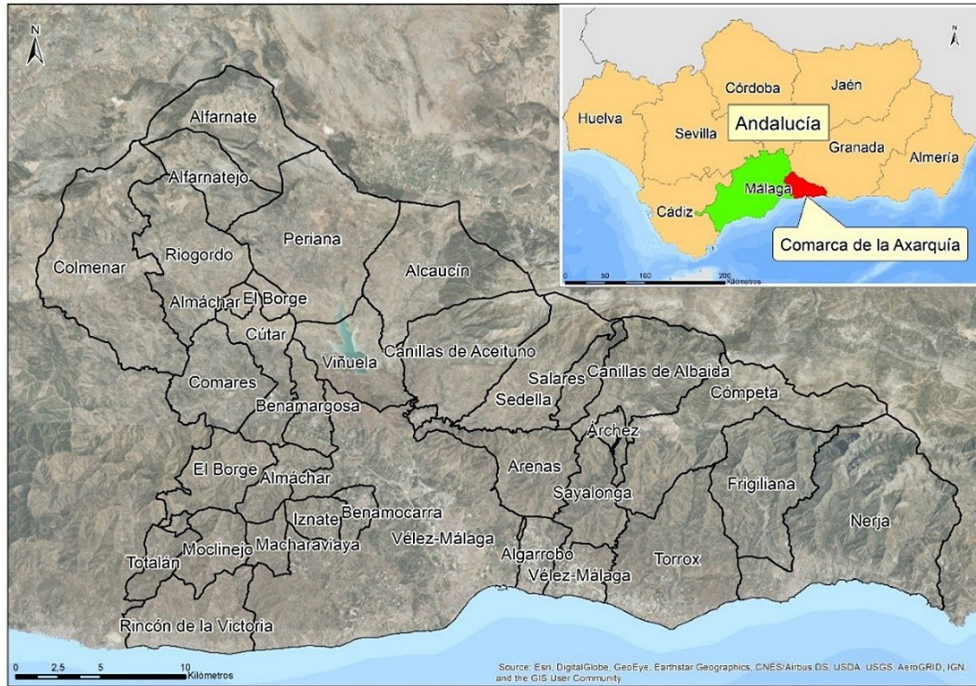 N
Alfarnate
Alfarnatejo
Periana
Riogordo
Colmenar
Alcaucín
Almáchar
El Borge
Cútar
Viñuela
Canillas de Aceituno
Comares
Salares
Canillas de Albaida
Sedella
Cómpeta
Benamargosa
Árchez
El Borge
Almáchar
Arenas
Sayalonga
Frigiliana
Iznate
Benamocarra
Vélez-Málaga
Nerja
Totalán
Moclinejo
Macharaviaya
Algarrobo
Vélez-Málaga
Torrox
Rincón de la Victoria
0 2,5 5 10
Kilómetros
N
Huelva
Sevilla
Córdoba
Jaén
Andalucía
Granada
Almería
Málaga
Cádiz
Comarca de la Axarquía
0 50 100 200
Kilómetros
Source: Esri, DigitalGlobe, GeoEye, Earthstar Geographics, CNES/Airbus DS, USDA, USGS, AeroGRID, IGN,
and the GIS User Community